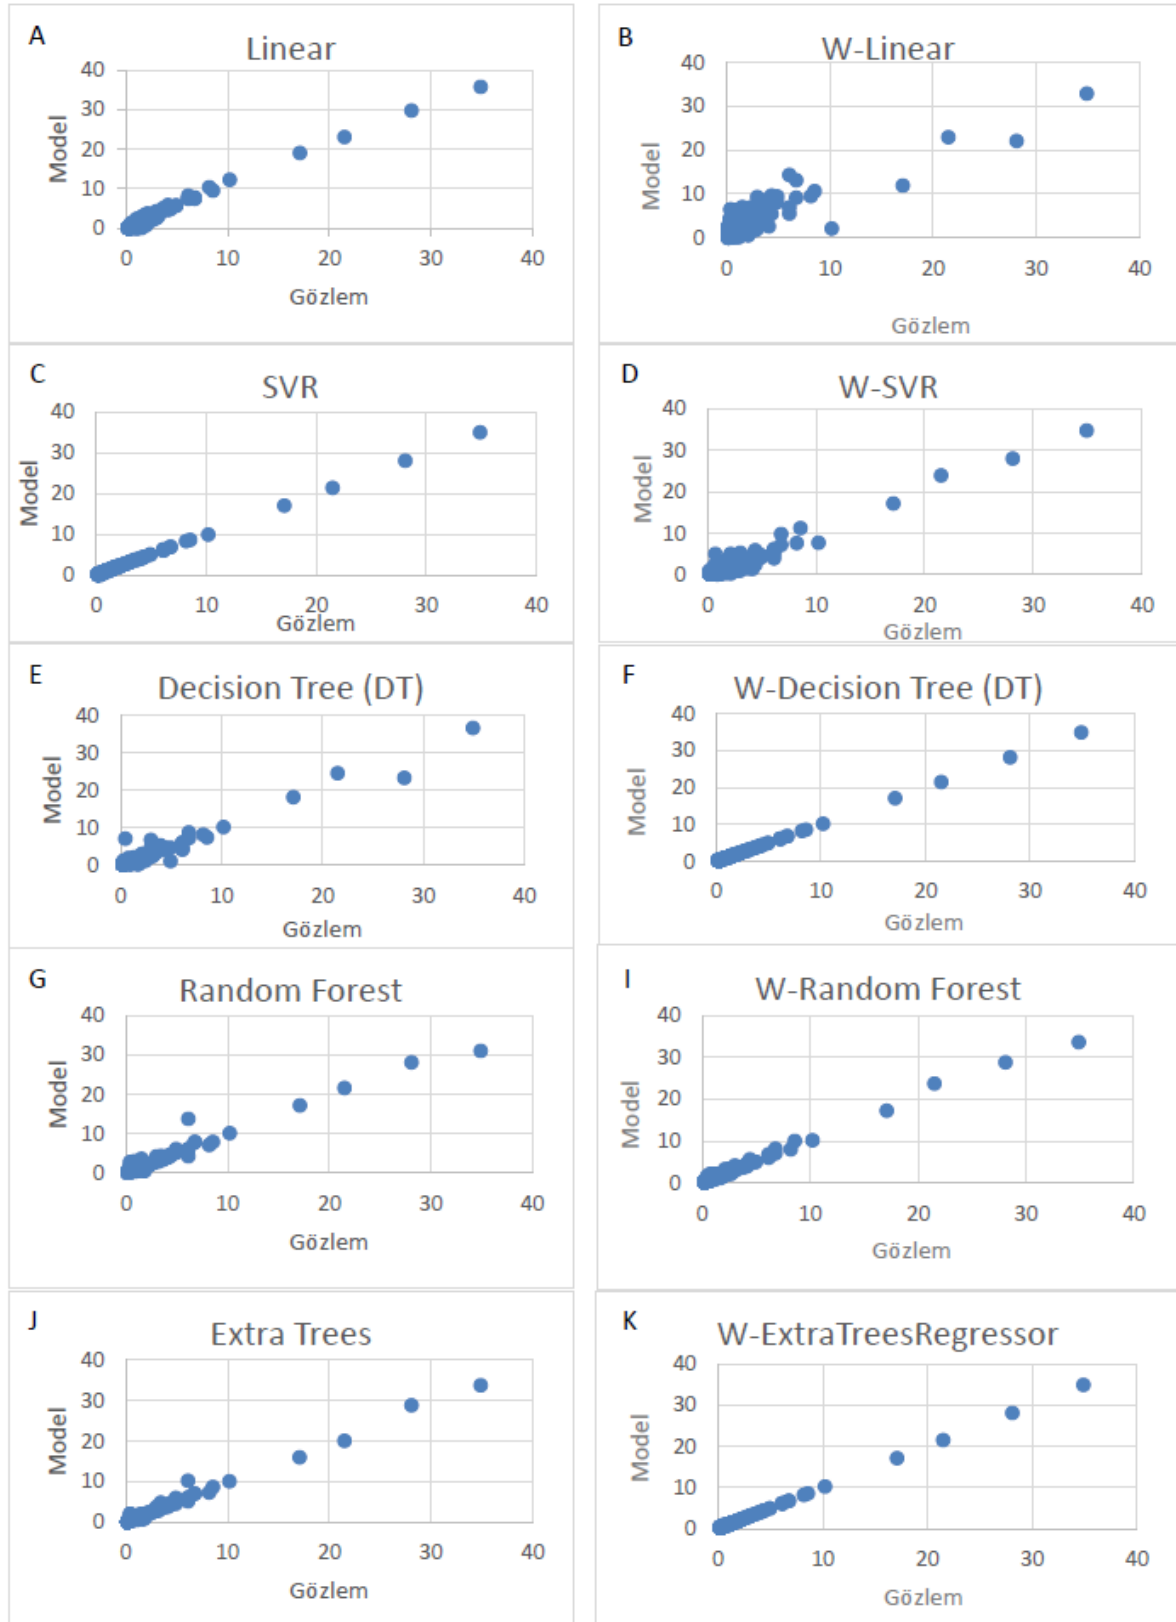 A
Linear
40
30
20
10
0
0 10 20 30 40
Model
Gözlem
B
W-Linear
40
30
20
10
0
0 10 20 30 40
Model
Gözlem
C
SVR
40
30
20
10
0
0 10 20 30 40
Model
Gözlem
D
W-SVR
40
30
20
10
0
0 10 20 30 40
Model
Gözlem
E
Decision Tree (DT)
40
30
20
10
0
0 10 20 30 40
Model
Gözlem
F
W-Decision Tree (DT)
40
30
20
10
0
0 10 20 30 40
Model
Gözlem
G
Random Forest
40
30
20
10
0
0 10 20 30 40
Model
Gözlem
I
W-Random Forest
40
30
20
10
0
0 10 20 30 40
Model
Gözlem
J
Extra Trees
40
30
20
10
0
0 10 20 30 40
Model
Gözlem
K
W-ExtraTreesRegressor
40
30
20
10
0
0 10 20 30 40
Model
Gözlem